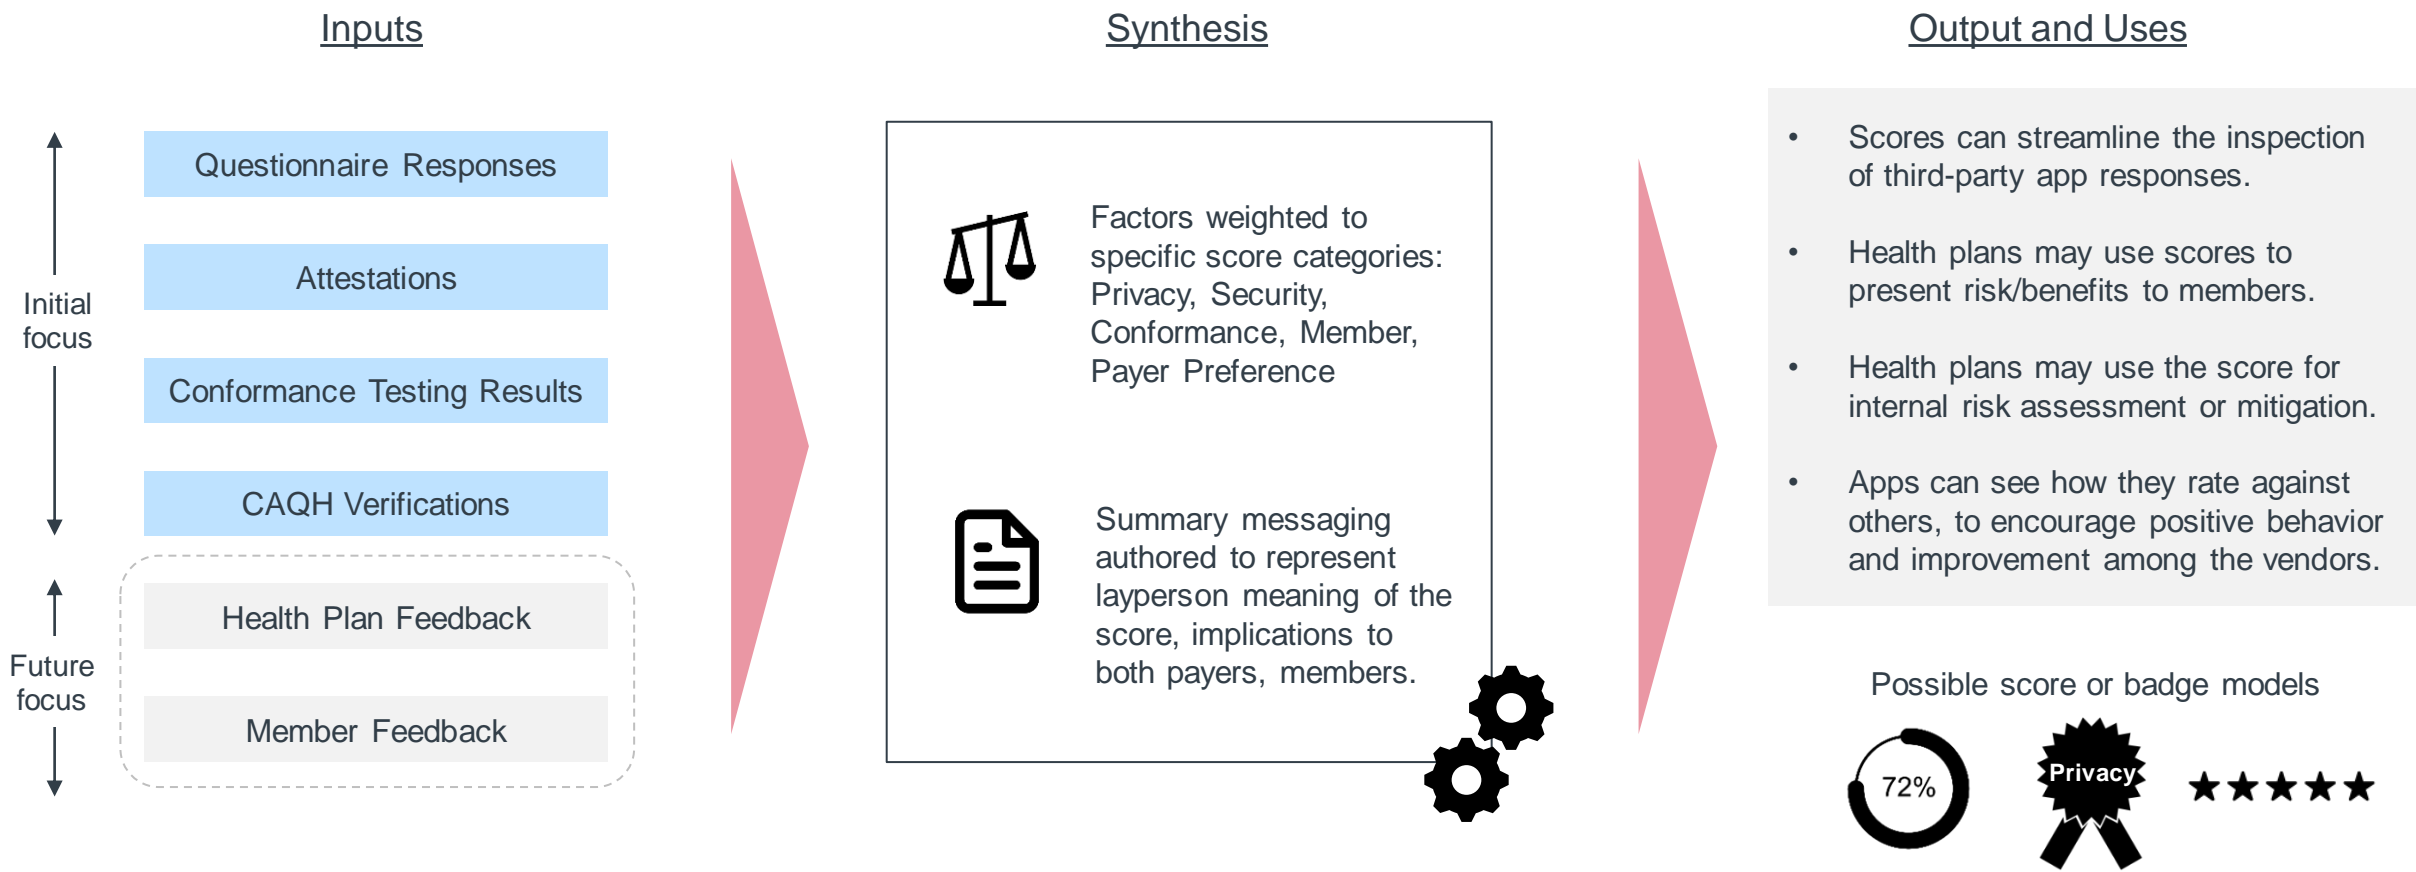 Inputs
Initial
focus
Questionnaire Responses
Attestations
Conformance Testing Results
CAQH Verifications
Future
focus
Health Plan Feedback
Member Feedback
Synthesis
Factors weighted to
specific score categories:
Privacy, Security,
Conformance, Member,
Payer Preference
Summary messaging
authored to represent
layperson meaning of the
score, implications to
both payers, members.
Output and Uses
• Scores can streamline the inspection
of third-party app responses.
• Health plans may use scores to
present risk/benefits to members.
• Health plans may use the score for
internal risk assessment or mitigation.
• Apps can see how they rate against
others, to encourage positive behavior
and improvement among the vendors.
Possible score or badge models
72%
Privacy